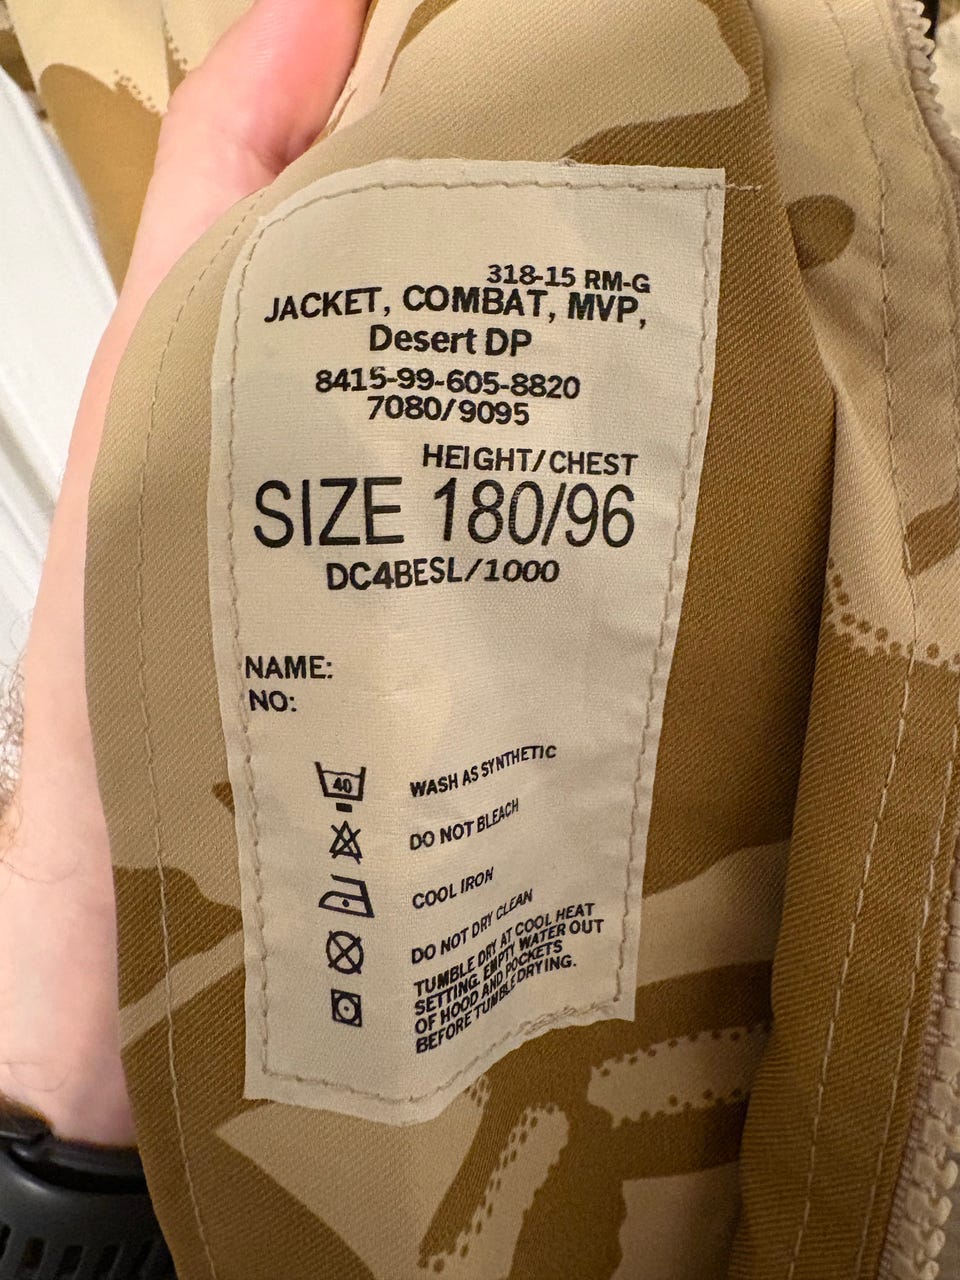 318-15 RM-G
JACKET, COMBAT, MVP,
Desert DP
8415-99-605-8820
7080/9095
HEIGHT/CHEST
SIZE 180/96
DC4BESL/1000
NAME:
NO:
40
WASH AS SYNTHETIC
DO NOT BLEACH
COOL IRON
DO NOT DRY CLEAN
TUMBLE DRY AT COOL HEAT
SETTING. EMPTY WATER OUT
OF HOOD AND POCKETS
BEFORE TUMBLE DRYING.